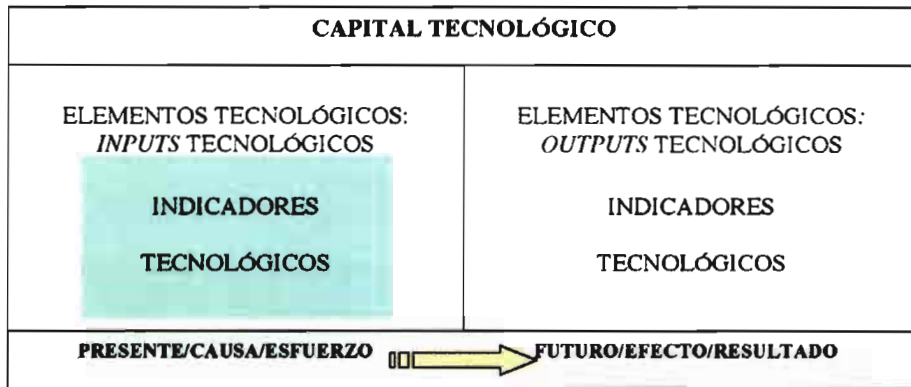 CAPITAL TECNOLÓGICO
ELEMENTOS TECNOLÓGICOS:
INPUTS TECNOLÓGICOS
INDICADORES
TECNOLÓGICOS
ELEMENTOS TECNOLÓGICOS:
OUTPUTS TECNOLÓGICOS
INDICADORES
TECNOLÓGICOS
PRESENTE/CAUSA/ESFUERZO
FUTURO/EFECTO/RESULTADO